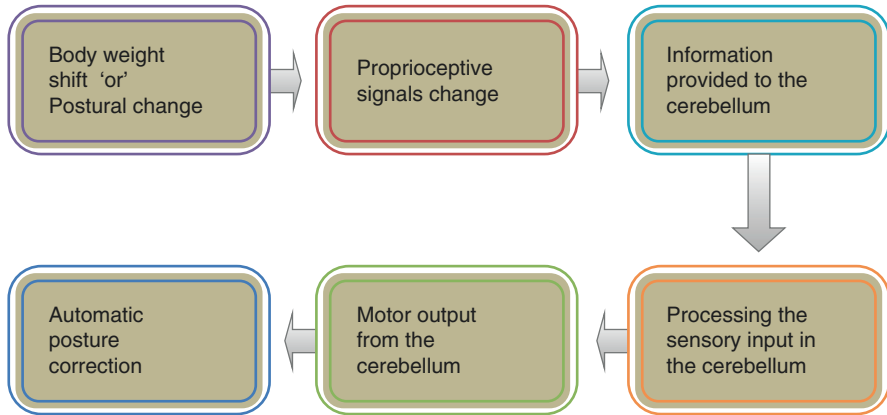 Body weight
shift ‘or’
Postural change
Proprioceptive
signals change
Information
provided to the
cerebellum
Processing the
sensory input in
the cerebellum
Motor output
from the
cerebellum
Automatic
posture
correction